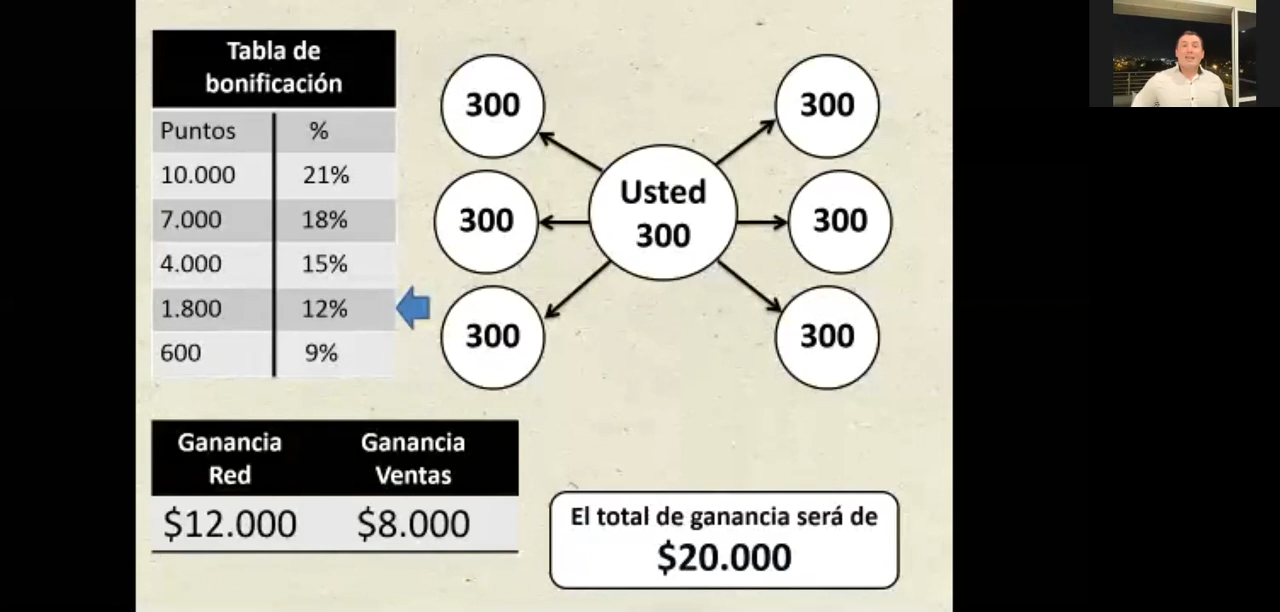 Tabla de
bonificación
Puntos %
10.000 21%
7.000 18%
4.000 15%
1.800 12%
600 9%
300
300
300
Usted
300
300
300
300
Ganancia Ganancia
Red Ventas
$12.000 $8.000
El total de ganancia será de
$20.000